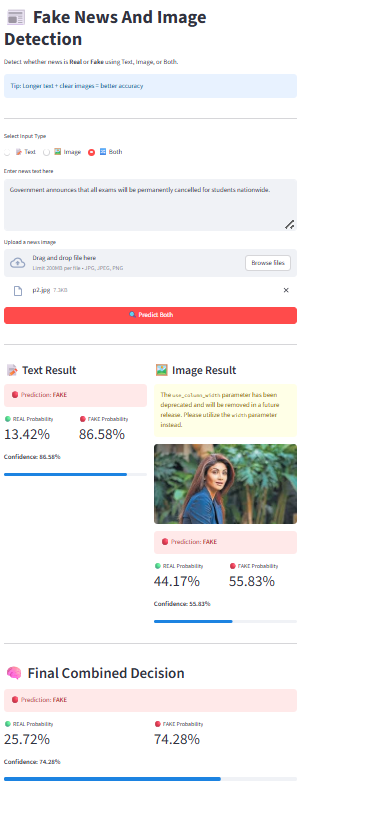 Fake News And Image
Detection
Detect whether news is Real or Fake using Text, Image, or Both.
Tip: Longer text + clear images = better accuracy
Select Input Type
Text Image Both
Enter news text here
Government announces that all exams will be permanently cancelled for students nationwide.
Upload a news image
Drag and drop file here
Limit 200MB per file • JPG, JPEG, PNG
Browse files
p2.jpg 7.3KB
Predict Both
Text Result
Prediction: FAKE
REAL Probability FAKE Probability
13.42% 86.58%
Confidence: 86.58%
Image Result
The use_column_width parameter has been
deprecated and will be removed in a future
release. Please utilize the width parameter
instead.
Prediction: FAKE
REAL Probability FAKE Probability
44.17% 55.83%
Confidence: 55.83%
Final Combined Decision
Prediction: FAKE
REAL Probability FAKE Probability
25.72% 74.28%
Confidence: 74.28%